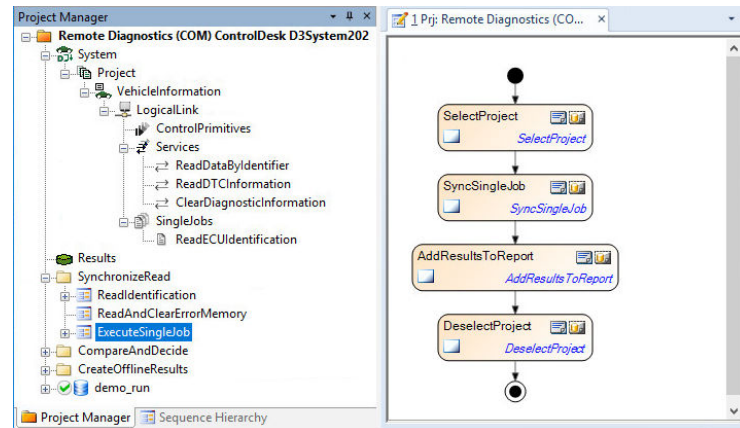 Project Manager
Remote Diagnostics (COM) ControlDesk D3System202
System
Project
VehicleInformation
LogicalLink
ControlPrimitives
Services
ReadDataByIdentifier
ReadDTCInformation
ClearDiagnosticInformation
SingleJobs
ReadECUIdentification
Results
SynchronizeRead
ReadIdentification
ReadAndClearErrorMemory
ExecuteSingleJob
CompareAndDecide
CreateOfflineResults
demo_run
Project Manager
Sequence Hierarchy
1 Prj: Remote Diagnostics (CO...
SelectProject
SelectProject
SyncSingleJob
SyncSingleJob
AddResultsToReport
AddResultsToReport
DeselectProject
DeselectProject